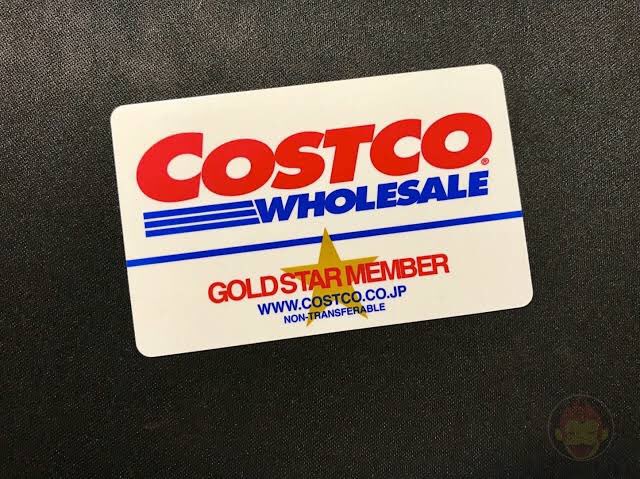 COSTCO®
WHOLESALE
GOLD STAR MEMBER
WWW.COSTCO.CO.JP
NON-TRANSFERABLE